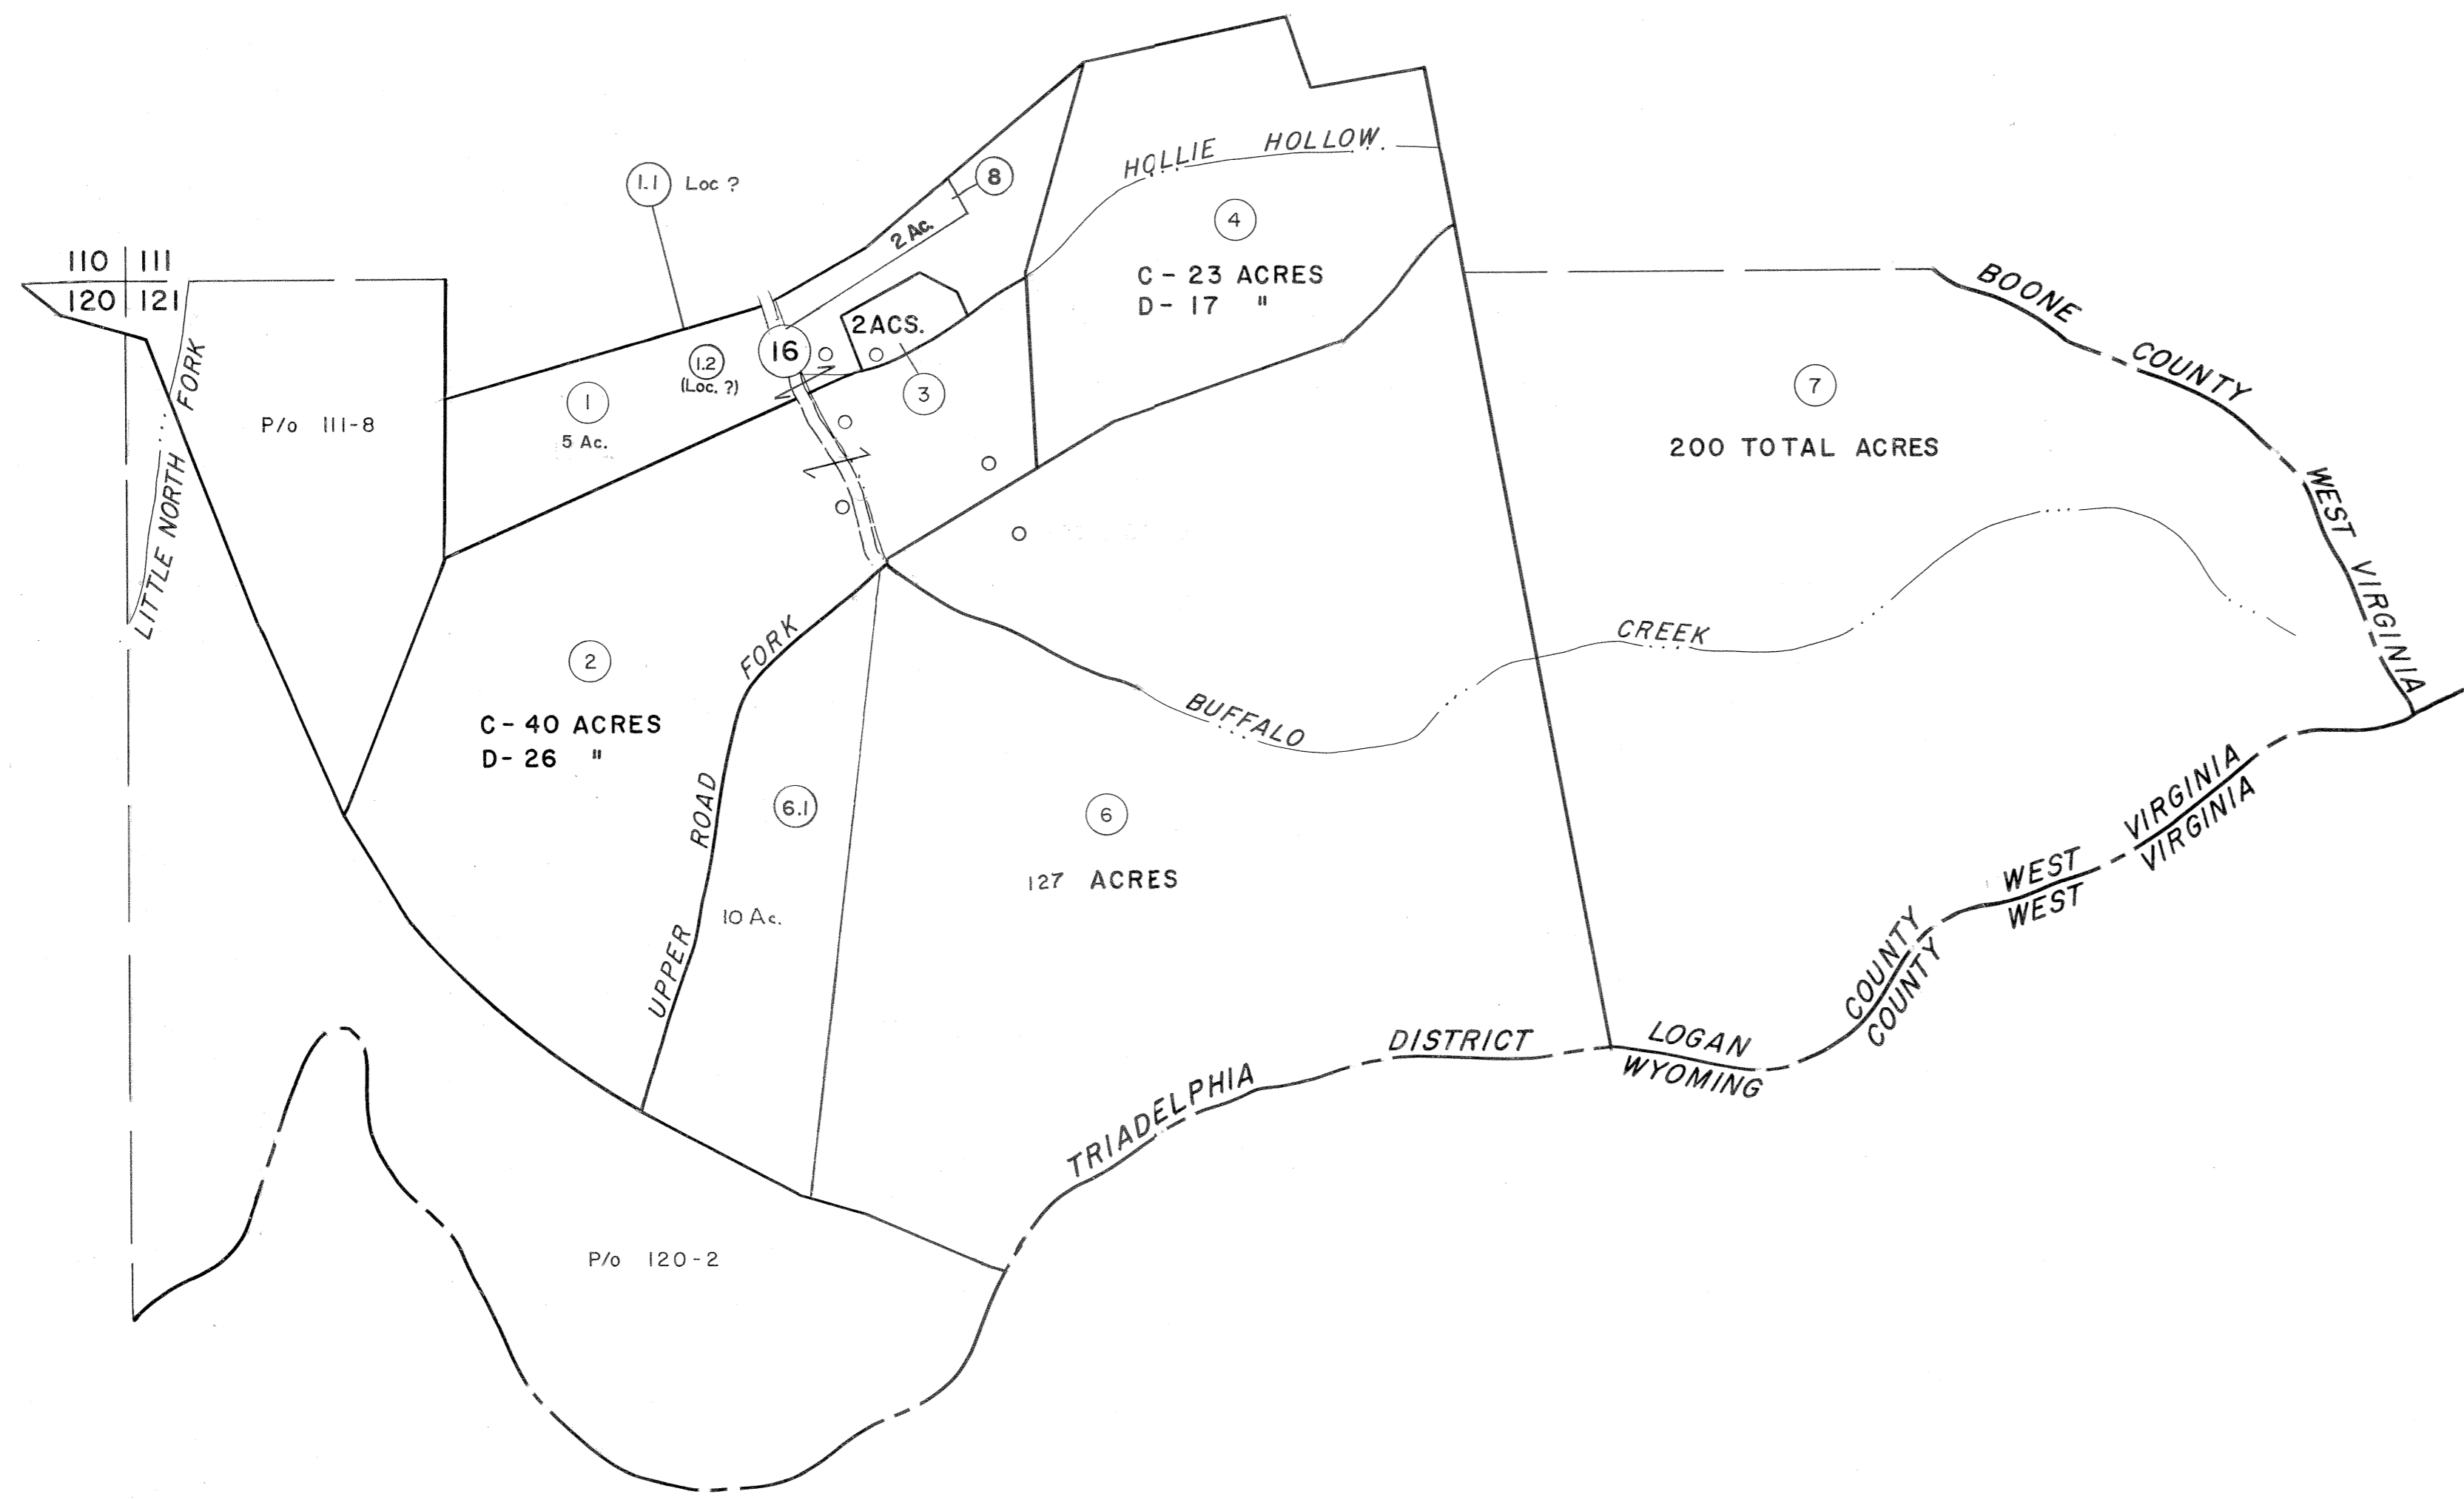 110 111
120 121
LITTLE NORTH FORK
P/o 111-8
1.1 Loc ?
1.2
(Loc. ?)
1
5 Ac.
16
2 Ac.
8
2 ACS.
3
HOLLIE HOLLOW
4
C - 23 ACRES
D - 17 "
7
200 TOTAL ACRES
BOONE COUNTY WEST VIRGINIA
2
C - 40 ACRES
D - 26 "
UPPER ROAD FORK
6.1
10 Ac.
6
127 ACRES
BUFFALO CREEK
P/o 120-2
TRIADELPHIA DISTRICT
LOGAN COUNTY WEST VIRGINIA
WYOMING COUNTY WEST VIRGINIA